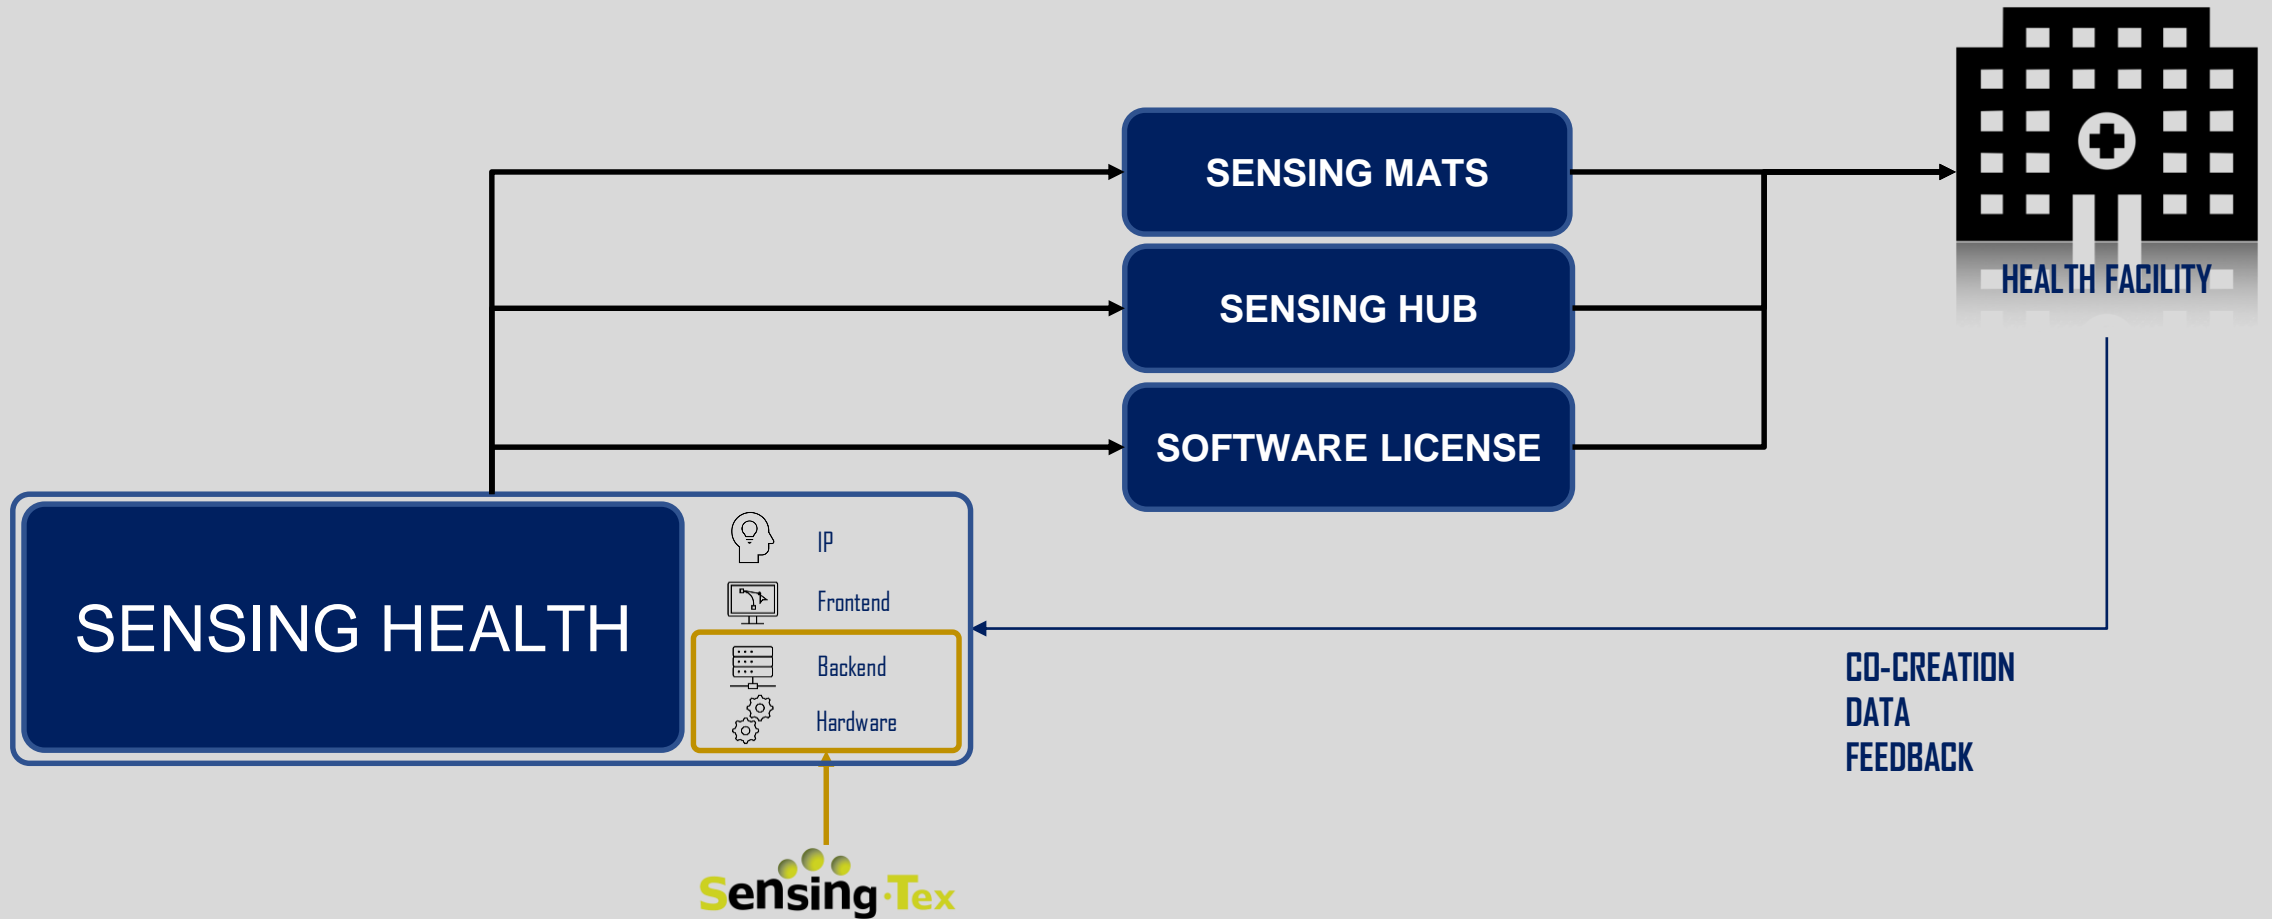 SENSING MATS
HEALTH FACILITY
SENSING HUB
SOFTWARE LICENSE
SENSING HEALTH
IP
Frontend
Backend
Hardware
CO-CREATION
DATA
FEEDBACK
Sensing·Tex